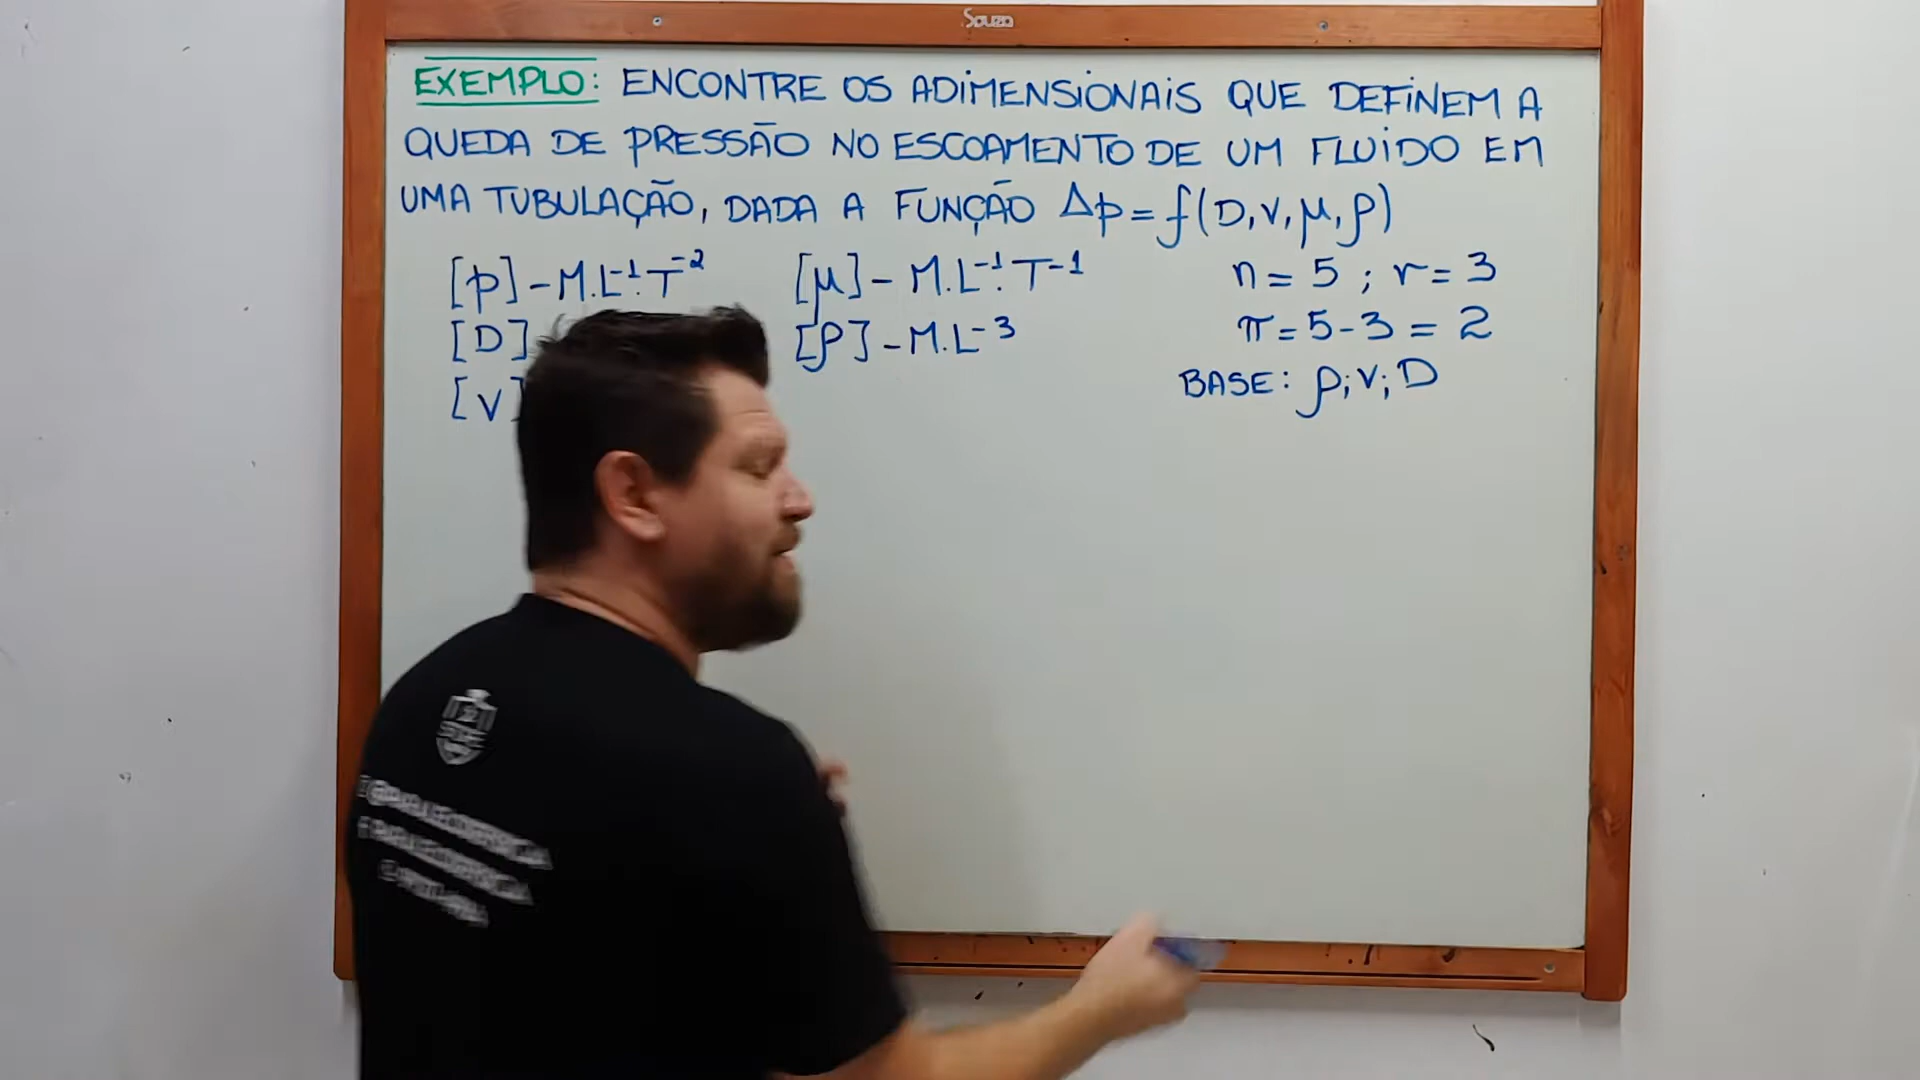 Souza
EXEMPLO: ENCONTRE OS ADIMENSIONAIS QUE DEFINEM A
QUEDA DE PRESSÃO NO ESCOAMENTO DE UM FLUIDO EM
UMA TUBULAÇÃO, DADA A FUNÇÃO Δp = f(D, v, μ, ρ)
[p] - M.L⁻¹.T⁻²
[D]
[v]
[μ] - M.L⁻¹.T⁻¹
[ρ] - M.L⁻³
n = 5 ; r = 3
π = 5 - 3 = 2
BASE: ρ; v; D